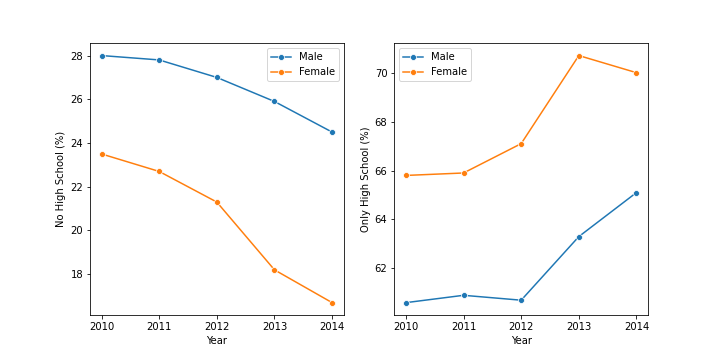 Male
Female
28
26
24
22
20
18
No High School (%)
2010 2011 2012 2013 2014
Year
Male
Female
70
68
66
64
62
Only High School (%)
2010 2011 2012 2013 2014
Year